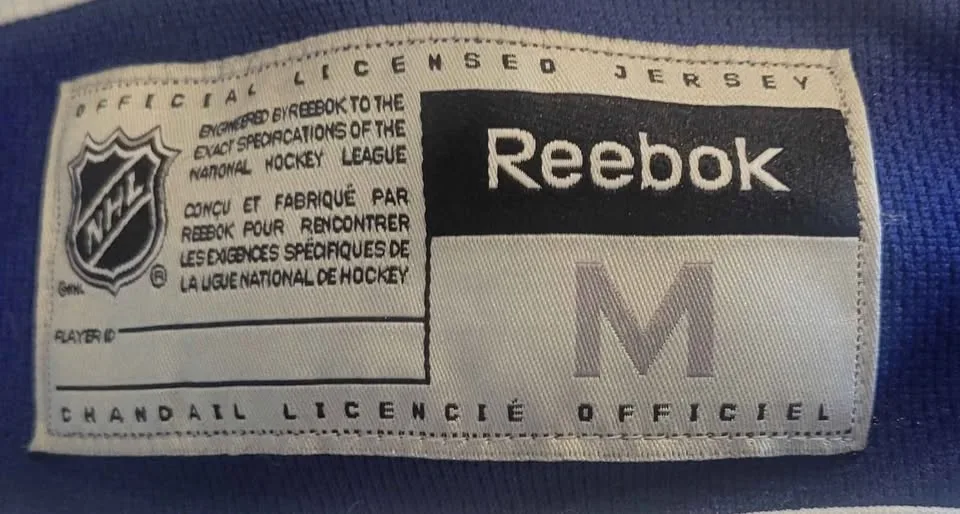 OFFICIAL LICENSED JERSEY
NHL
®
©NHL
ENGINEERED BY REEBOK TO THE
EXACT SPECIFICATIONS OF THE
NATIONAL HOCKEY LEAGUE
CONÇU ET FABRIQUÉ PAR
REEBOK POUR RENCONTRER
LES EXIGENCES SPÉCIFIQUES DE
LA LIGUE NATIONAL DE HOCKEY
PLAYER ID
Reebok
M
CHANDAIL LICENCIÉ OFFICIEL